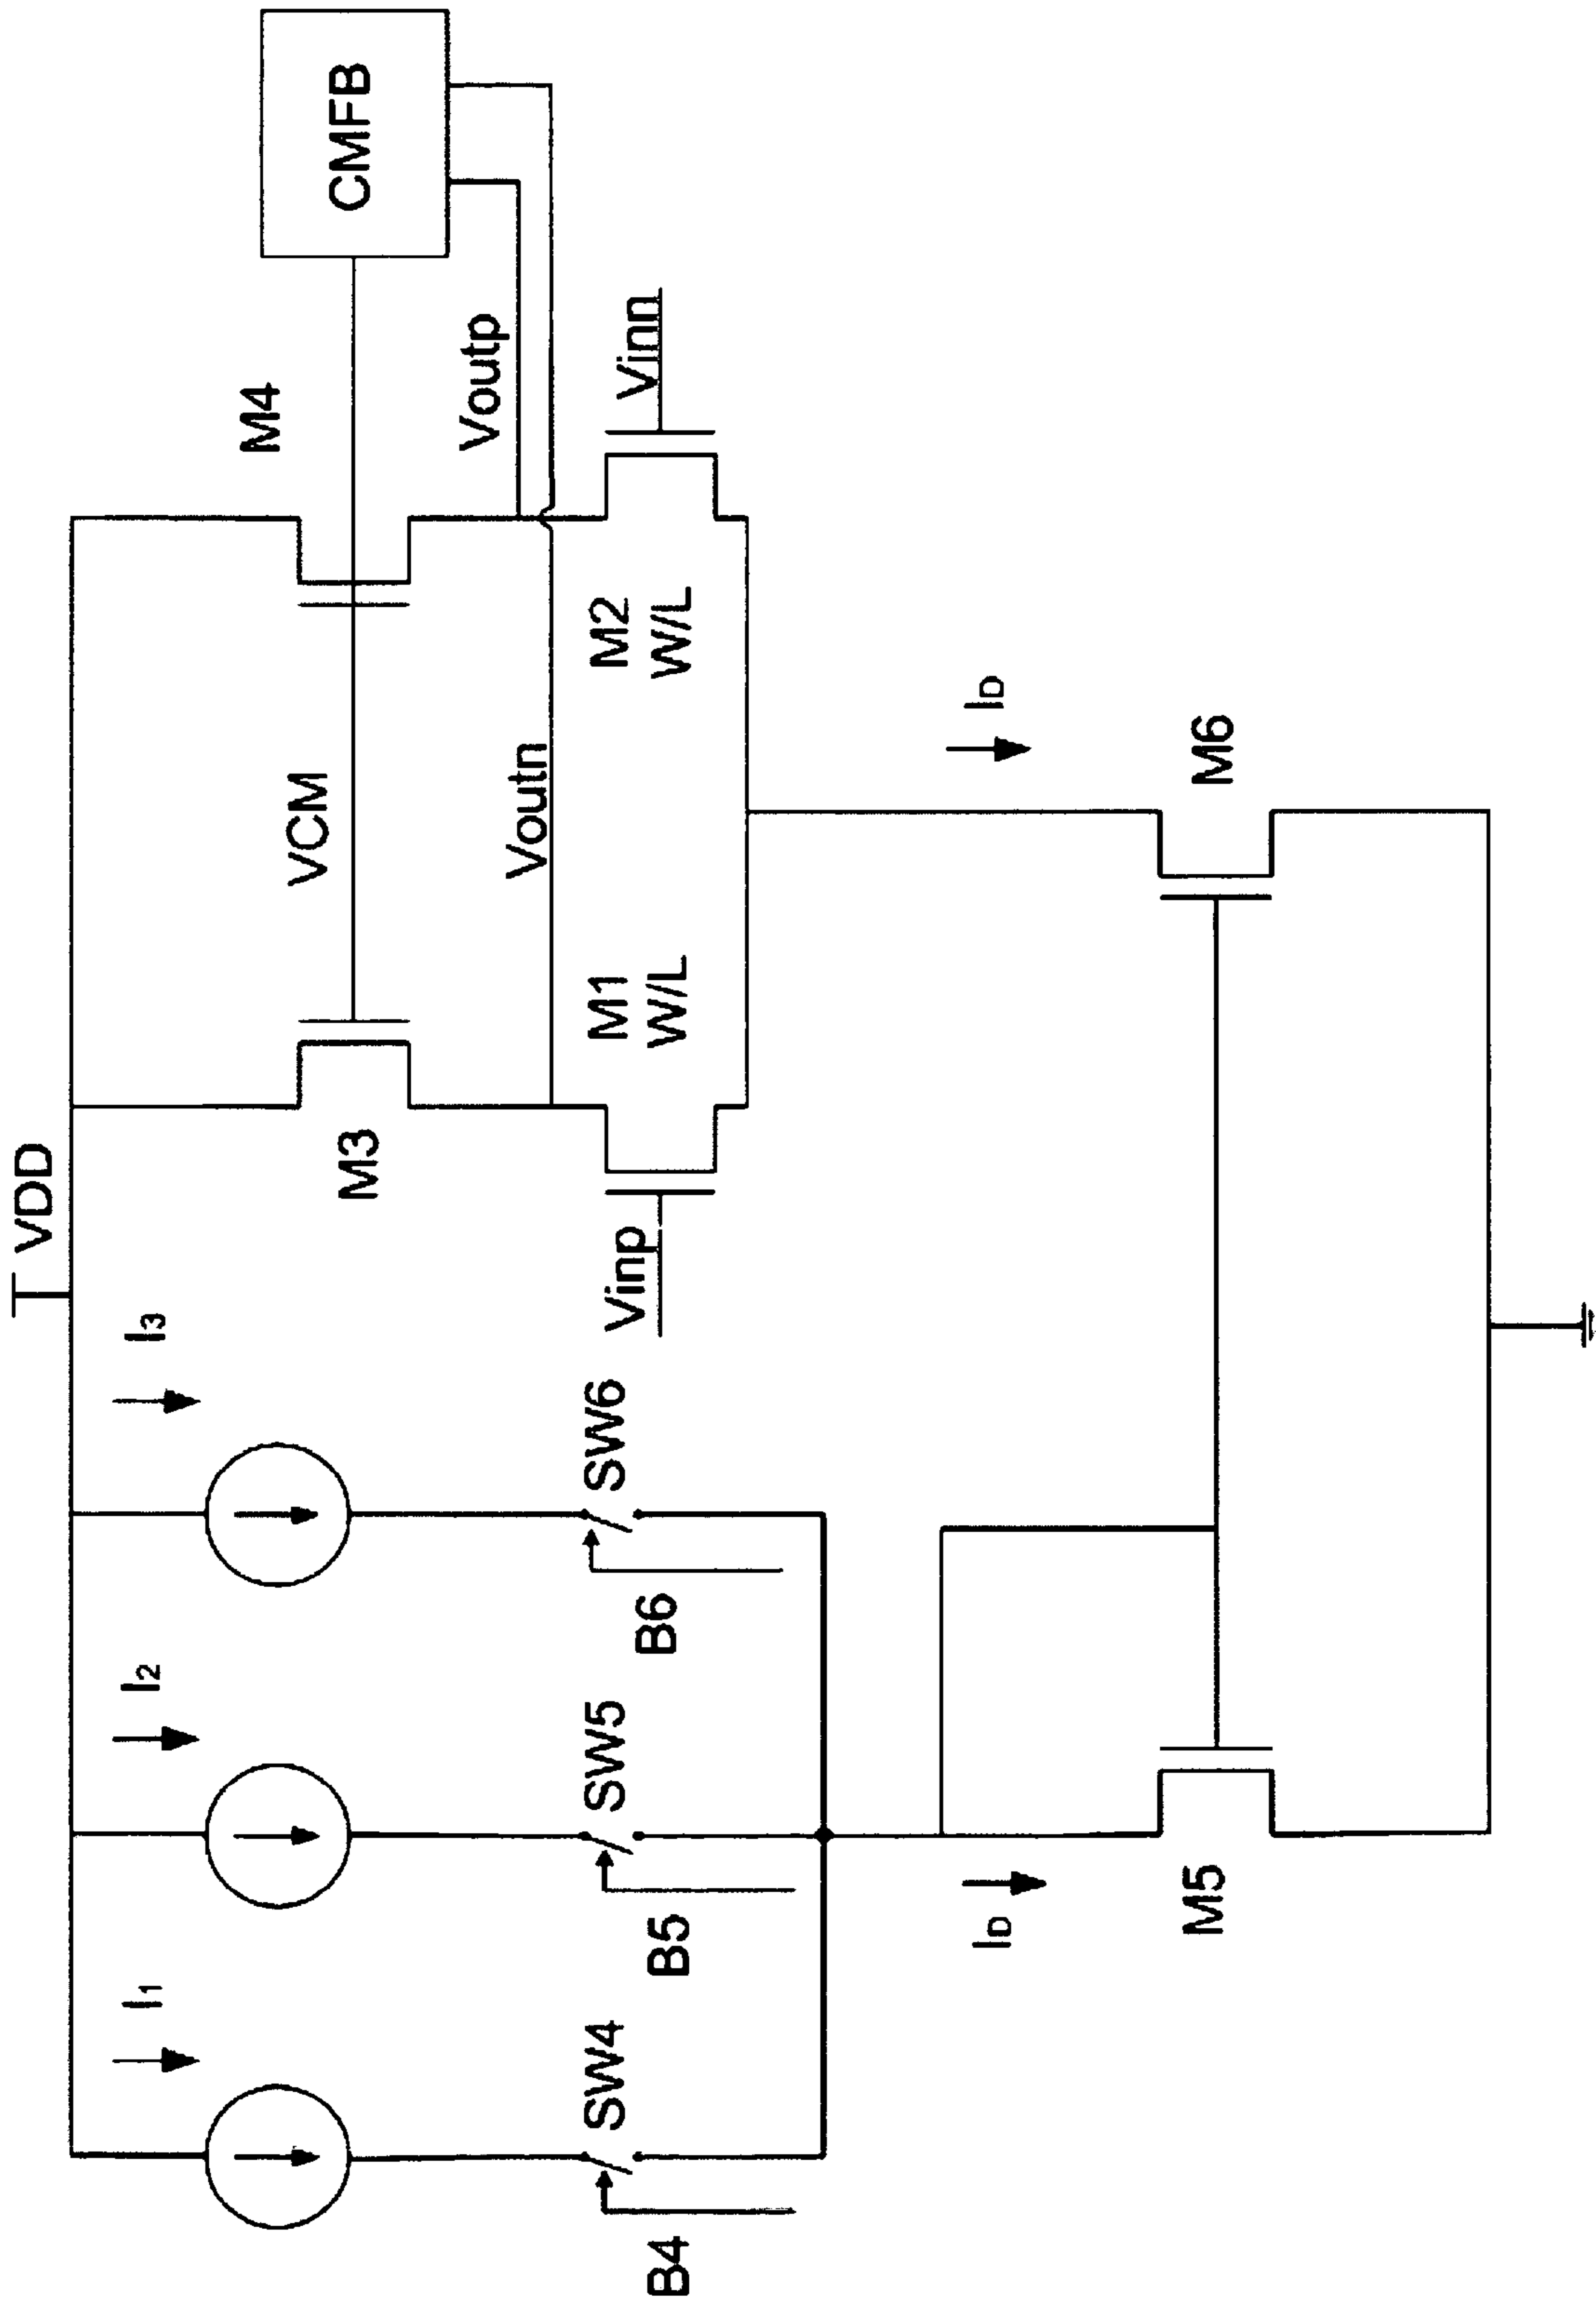 VDD
I1
I2
I3
M3
M4
VCM
CMFB
Voutp
Voutn
SW4
SW5
SW6
B4
B5
B6
Vinp
M1
W/L
M2
W/L
Vinn
ID
ID
M5
M6